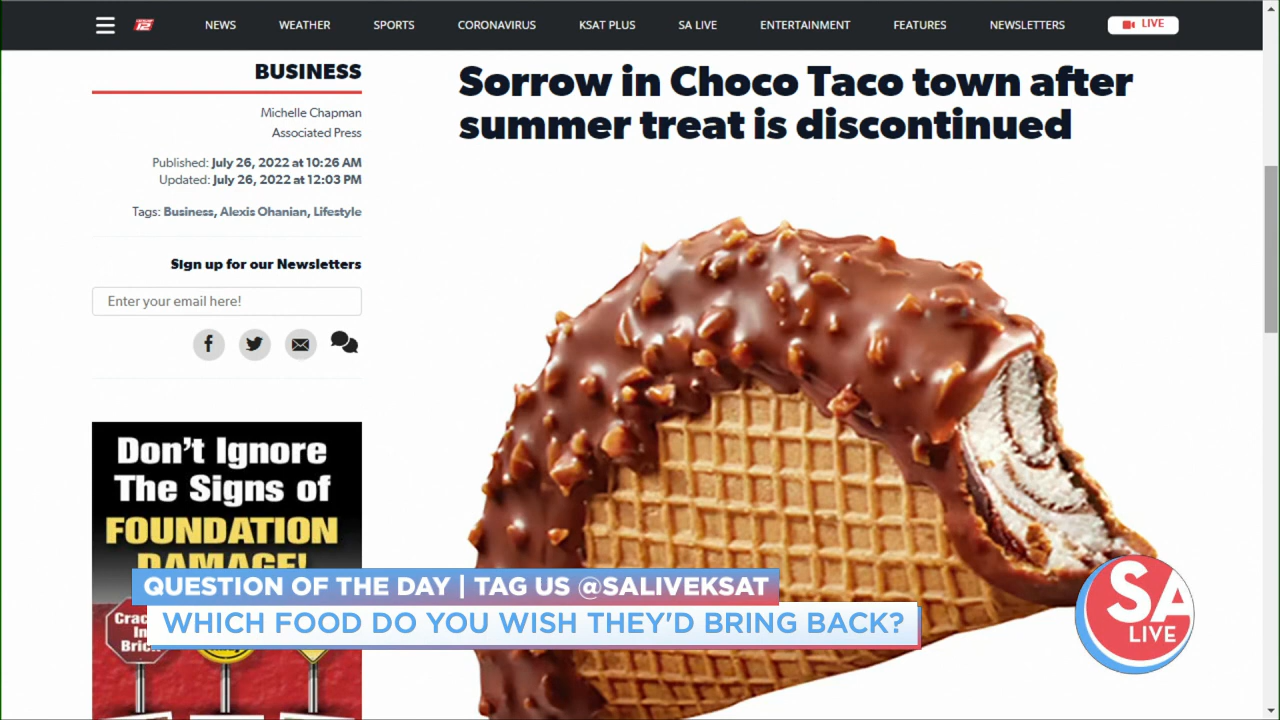 NEWS
WEATHER
SPORTS
CORONAVIRUS
KSAT PLUS
SA LIVE
ENTERTAINMENT
FEATURES
NEWSLETTERS
LIVE
BUSINESS
Michelle Chapman
Associated Press
Published: July 26, 2022 at 10:26 AM
Updated: July 26, 2022 at 12:03 PM
Tags: Business, Alexis Ohanian, Lifestyle
Sign up for our Newsletters
Enter your email here!
Sorrow in Choco Taco town after
summer treat is discontinued
Don't Ignore
The Signs of
FOUNDATION
DAMAGE!
Crac
In
Brick
QUESTION OF THE DAY | TAG US @SALIVEKSAT
WHICH FOOD DO YOU WISH THEY'D BRING BACK?
SA
LIVE